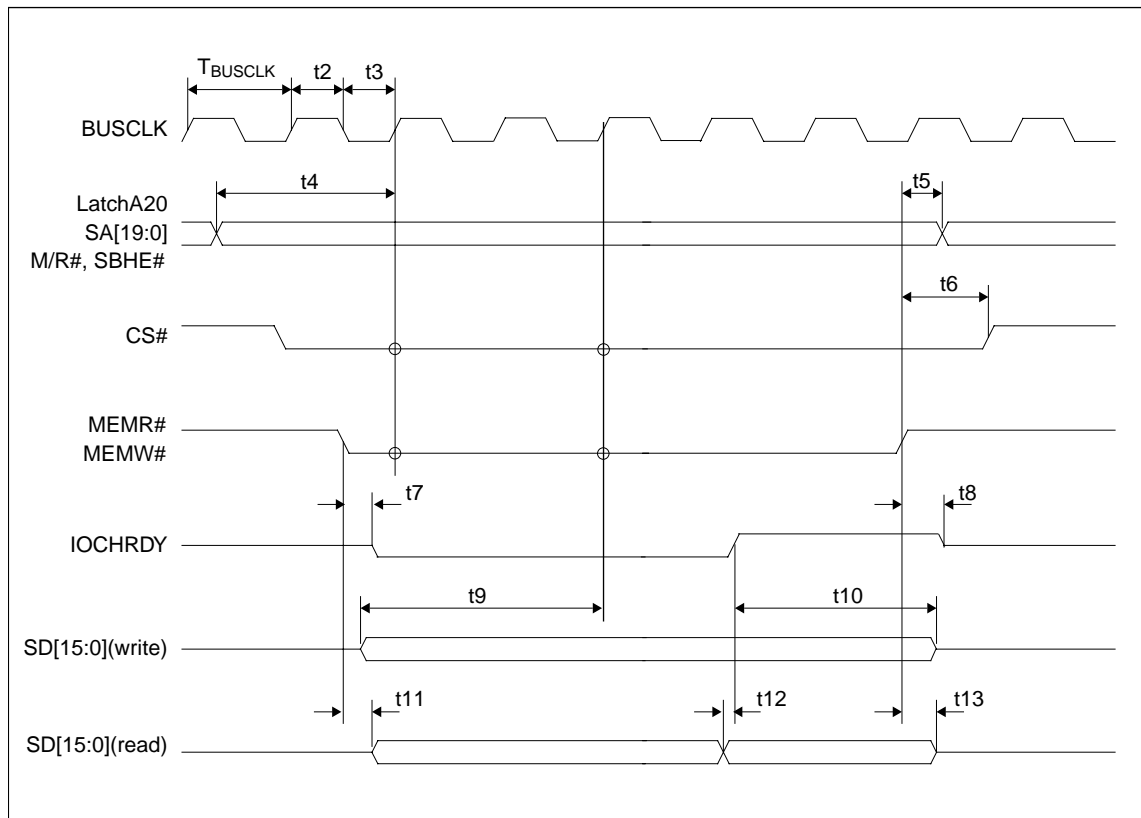 TBUSCLK t2 t3
BUSCLK
t4 t5
LatchA20
SA[19:0]
M/R#, SBHE#
t6
CS#
MEMR#
MEMW#
t7 t8
IOCHRDY
t9 t10
SD[15:0](write)
t11 t12 t13
SD[15:0](read)